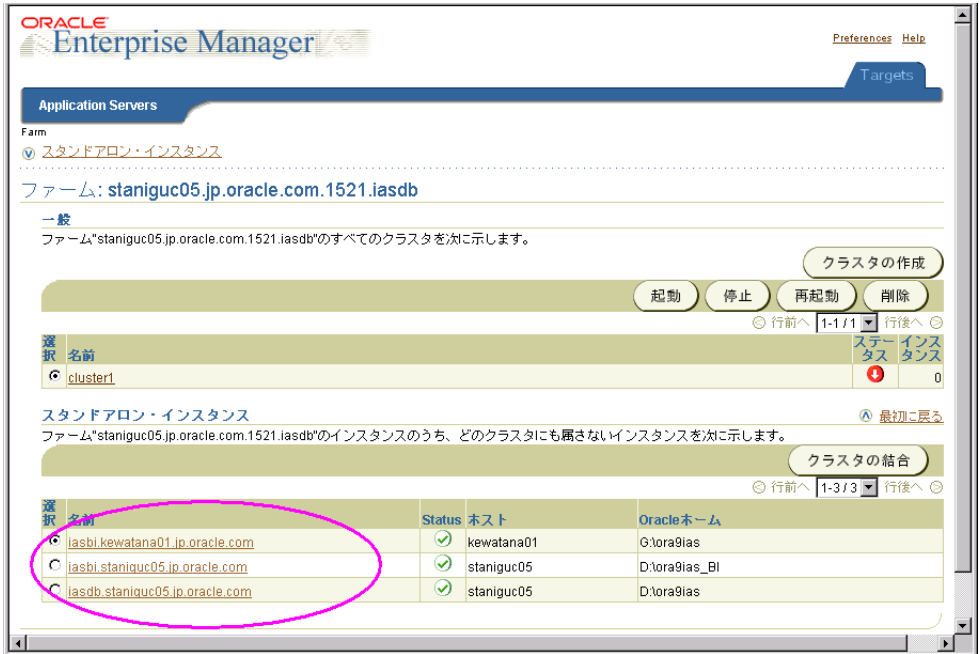 ORACLE
Enterprise Manager
Preferences Help
Targets
Application Servers
Farm
スタンドアロン・インスタンス
ファーム: staniguc05.jp.oracle.com.1521.iasdb
一般
ファーム"staniguc05.jp.oracle.com.1521.iasdb"のすべてのクラスタを次に示します。
クラスタの作成
起動 停止 再起動 削除
行前へ 1-1 / 1 行後へ
選択 名前 ステータス インスタンス
cluster1 0
スタンドアロン・インスタンス 最初に戻る
ファーム"staniguc05.jp.oracle.com.1521.iasdb"のインスタンスのうち、どのクラスタにも属さないインスタンスを次に示します。
クラスタの結合
行前へ 1-3 / 3 行後へ
選択 名前 Status ホスト Oracleホーム
iasbi.kewatana01.jp.oracle.com kewatana01 G:\ora9ias
iasbi.staniguc05.jp.oracle.com staniguc05 D:\ora9ias_BI
iasdb.staniguc05.jp.oracle.com staniguc05 D:\ora9ias